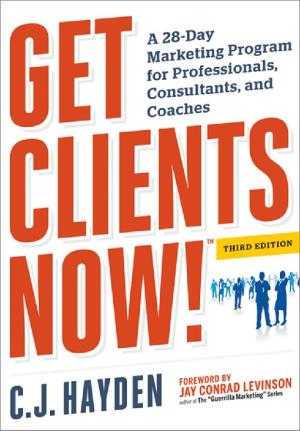 GET
CLIENTS
NOW!™
A 28-Day
Marketing Program
for Professionals,
Consultants, and
Coaches
THIRD EDITION
C.J. HAYDEN
FOREWORD BY
JAY CONRAD LEVINSON
author of The "Guerrilla Marketing" Series